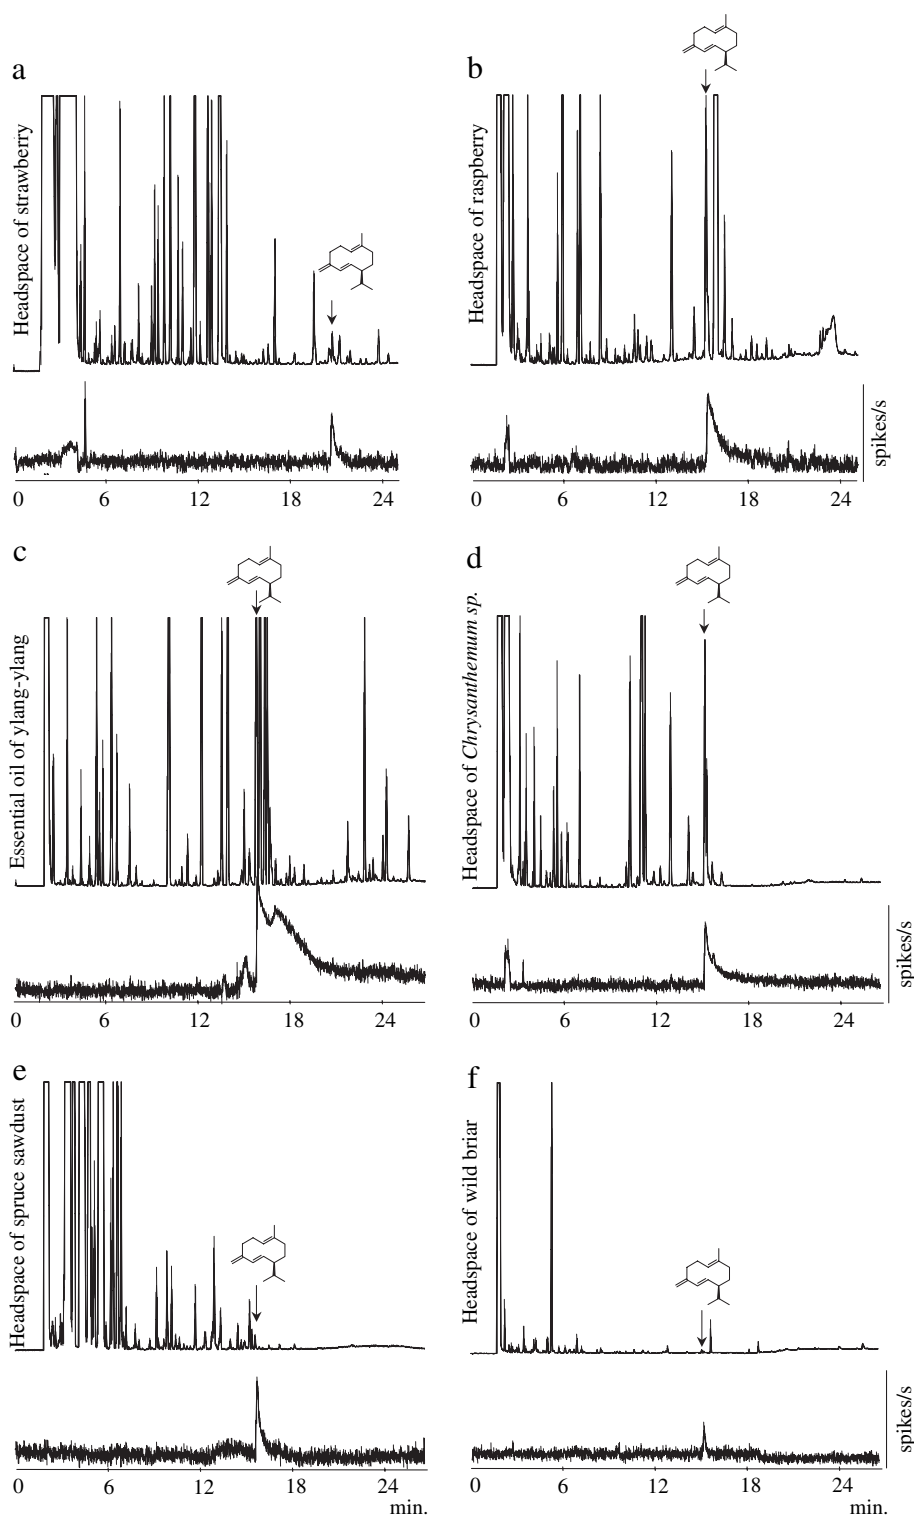 a
Headspace of strawberry
0 6 12 18 24
b
Headspace of raspberry
spikes/s
0 6 12 18 24
c
Essential oil of ylang-ylang
0 6 12 18 24
d
Headspace of Chrysanthemum sp.
spikes/s
0 6 12 18 24
e
Headspace of spruce sawdust
0 6 12 18 24
min.
f
Headspace of wild briar
spikes/s
0 6 12 18 24
min.